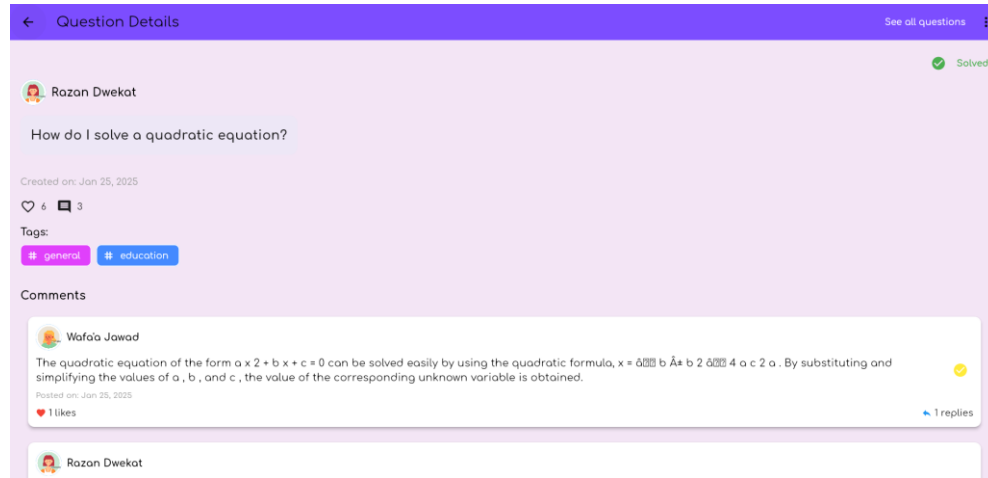 Question Details
See all questions
Solved
Razan Dwekat
How do I solve a quadratic equation?
Created on: Jan 25, 2025
6 3
Tags:
# general # education
Comments
Wafa'a Jawad
The quadratic equation of the form a x 2 + b x + c = 0 can be solved easily by using the quadratic formula, x = â b Â± b 2 â 4 a c 2 a . By substituting and
simplifying the values of a , b , and c , the value of the corresponding unknown variable is obtained.
Posted on: Jan 25, 2025
1 likes
1 replies
Razan Dwekat